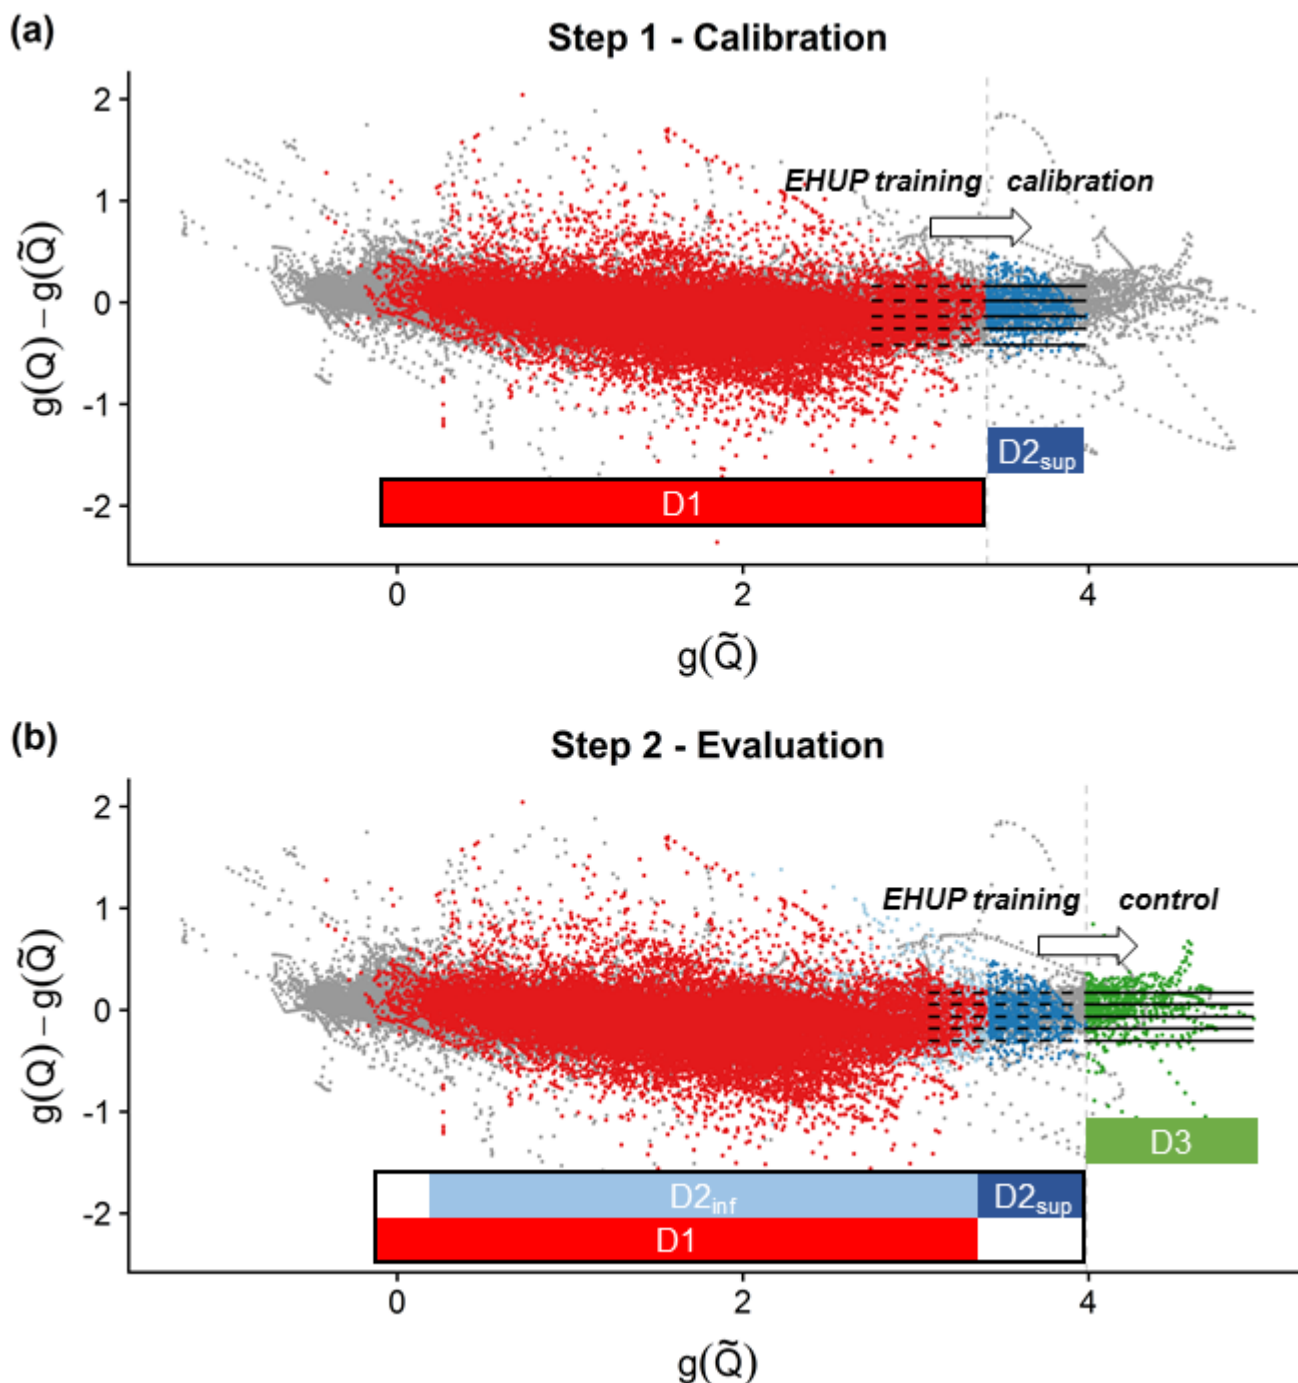 (a)
Step 1 - Calibration
2
1
0
-1
-2
g(Q) − g(Q̃)
EHUP training calibration
D2sup
D1
0 2 4
g(Q̃)
(b)
Step 2 - Evaluation
2
1
0
-1
-2
g(Q) − g(Q̃)
EHUP training control
D3
D2inf D2sup
D1
0 2 4
g(Q̃)